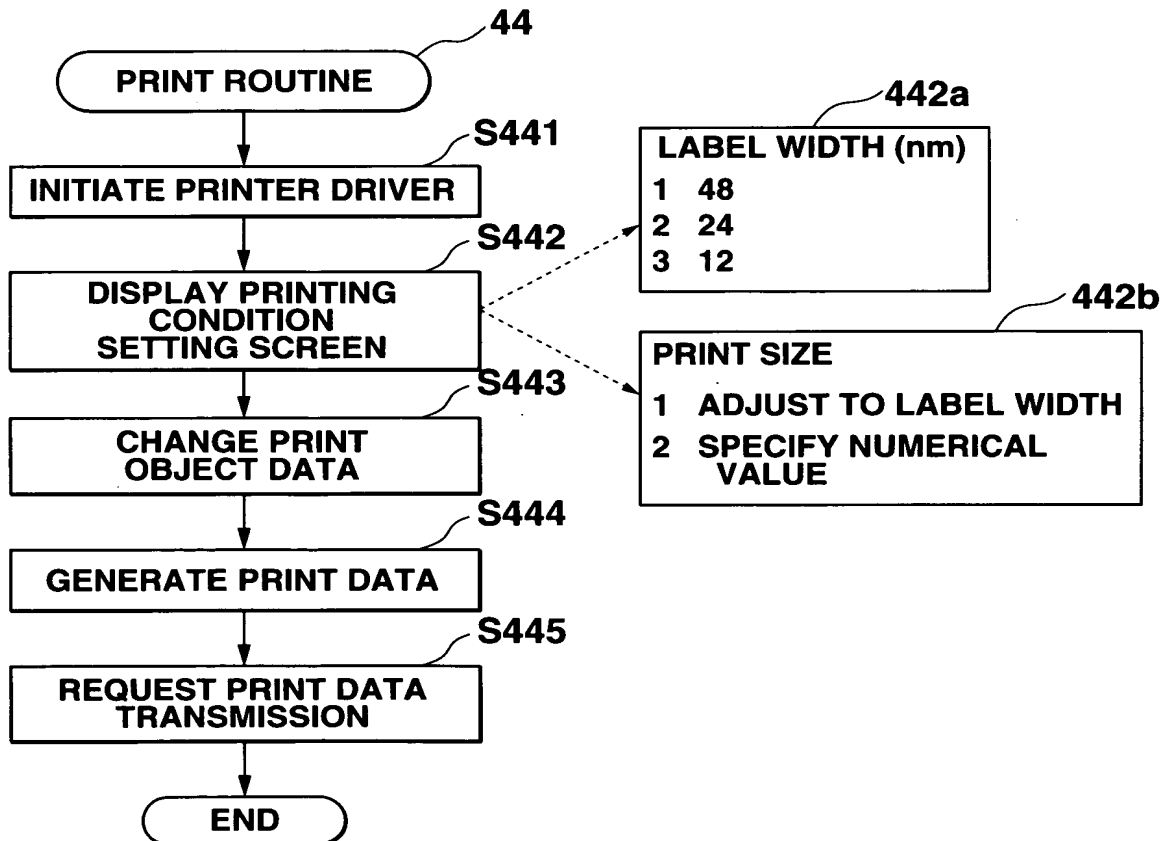 44
PRINT ROUTINE
S441
INITIATE PRINTER DRIVER
S442
DISPLAY PRINTING
CONDITION
SETTING SCREEN
442a
LABEL WIDTH (nm)
1 48
2 24
3 12
442b
PRINT SIZE
1 ADJUST TO LABEL WIDTH
2 SPECIFY NUMERICAL
VALUE
S443
CHANGE PRINT
OBJECT DATA
S444
GENERATE PRINT DATA
S445
REQUEST PRINT DATA
TRANSMISSION
END